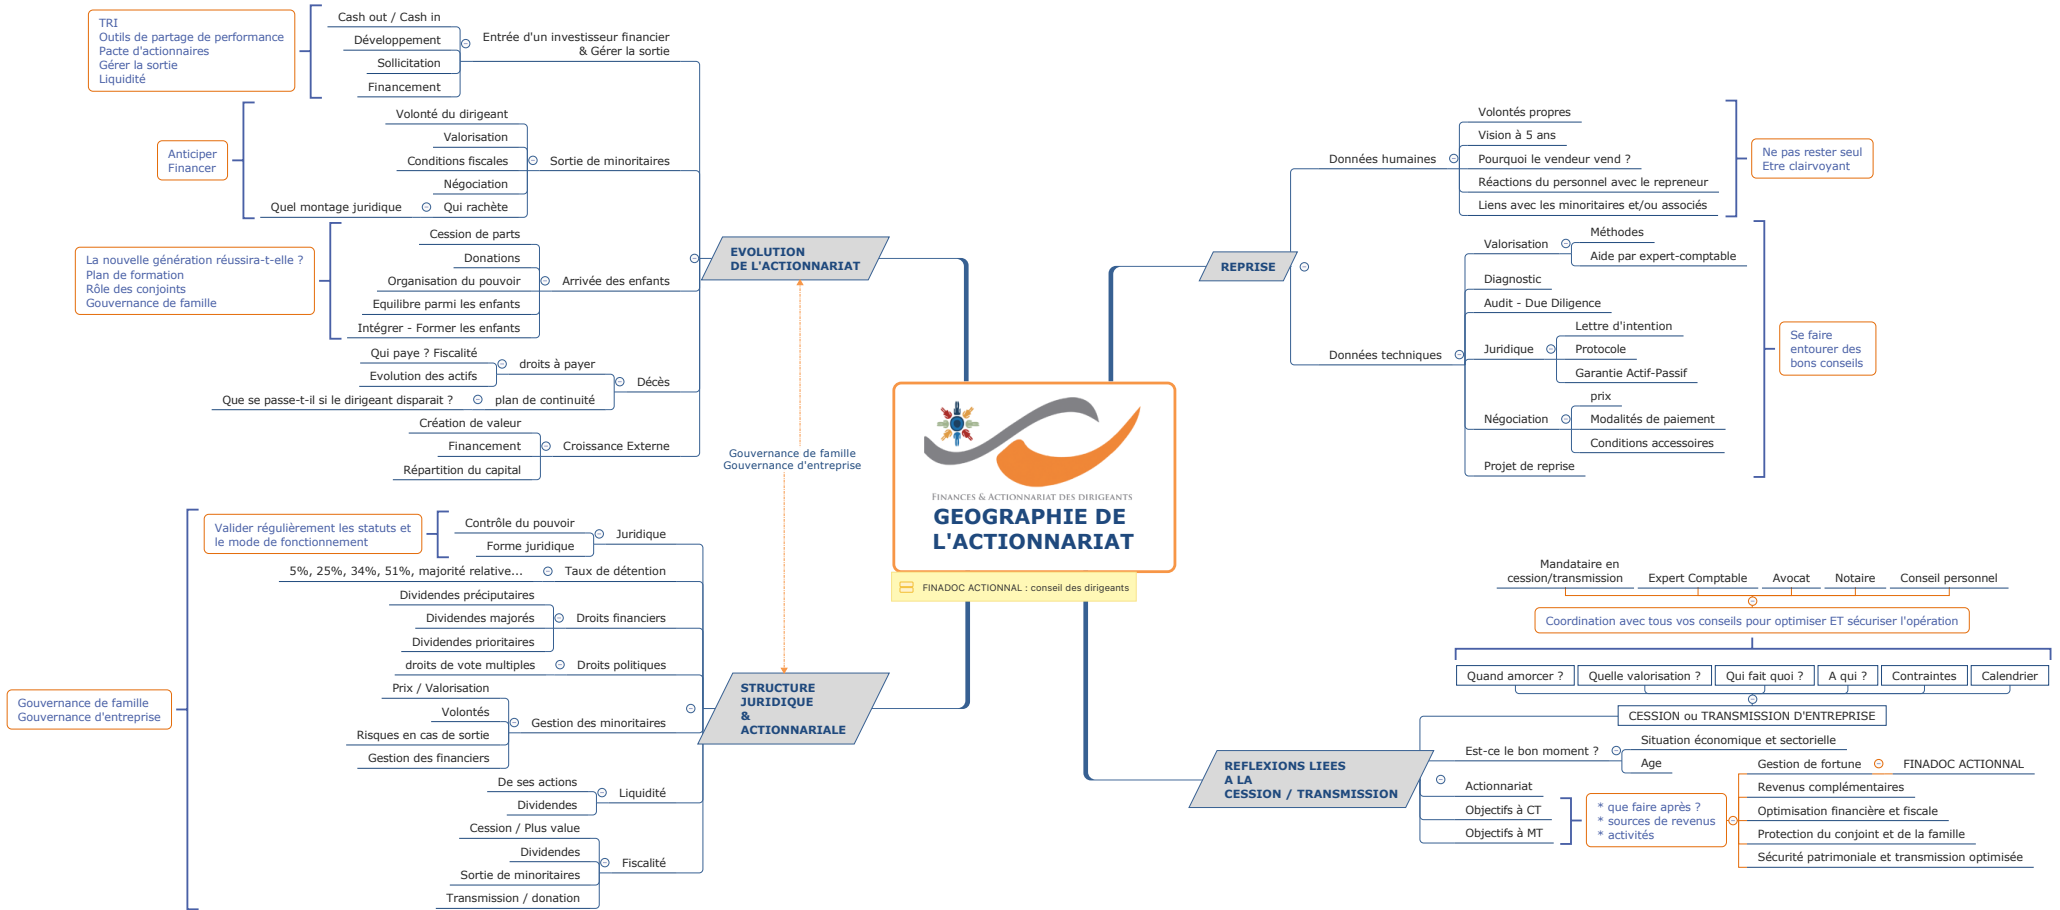 FINANCES & ACTIONNARIAT DES DIRIGEANTS
GEOGRAPHIE DE
L'ACTIONNARIAT
FINADOC ACTIONNAL : conseil des dirigeants
EVOLUTION
DE L'ACTIONNARIAT
Entrée d'un investisseur financier
& Gérer la sortie
Cash out / Cash in
Développement
Sollicitation
Financement
TRI
Outils de partage de performance
Pacte d'actionnaires
Gérer la sortie
Liquidité
Sortie de minoritaires
Volonté du dirigeant
Valorisation
Conditions fiscales
Négociation
Qui rachète
Quel montage juridique
Anticiper
Financer
Arrivée des enfants
Cession de parts
Donations
Organisation du pouvoir
Equilibre parmi les enfants
Intégrer - Former les enfants
La nouvelle génération réussira-t-elle ?
Plan de formation
Rôle des conjoints
Gouvernance de famille
Décès
droits à payer
Qui paye ? Fiscalité
Evolution des actifs
plan de continuité
Que se passe-t-il si le dirigeant disparait ?
Croissance Externe
Création de valeur
Financement
Répartition du capital
Gouvernance de famille
Gouvernance d'entreprise
STRUCTURE
JURIDIQUE
&
ACTIONNARIALE
Juridique
Contrôle du pouvoir
Forme juridique
Valider régulièrement les statuts et
le mode de fonctionnement
Taux de détention
5%, 25%, 34%, 51%, majorité relative...
Droits financiers
Dividendes préciputaires
Dividendes majorés
Dividendes prioritaires
Droits politiques
droits de vote multiples
Gestion des minoritaires
Prix / Valorisation
Volontés
Risques en cas de sortie
Gestion des financiers
Liquidité
De ses actions
Dividendes
Fiscalité
Cession / Plus value
Dividendes
Sortie de minoritaires
Transmission / donation
Gouvernance de famille
Gouvernance d'entreprise
REPRISE
Données humaines
Volontés propres
Vision à 5 ans
Pourquoi le vendeur vend ?
Réactions du personnel avec le repreneur
Liens avec les minoritaires et/ou associés
Ne pas rester seul
Etre clairvoyant
Données techniques
Valorisation
Méthodes
Aide par expert-comptable
Diagnostic
Audit - Due Diligence
Juridique
Lettre d'intention
Protocole
Garantie Actif-Passif
Négociation
prix
Modalités de paiement
Conditions accessoires
Projet de reprise
Se faire
entourer des
bons conseils
REFLEXIONS LIEES
A LA
CESSION / TRANSMISSION
Mandataire en
cession/transmission
Expert Comptable
Avocat
Notaire
Conseil personnel
Coordination avec tous vos conseils pour optimiser ET sécuriser l'opération
Quand amorcer ?
Quelle valorisation ?
Qui fait quoi ?
A qui ?
Contraintes
Calendrier
CESSION ou TRANSMISSION D'ENTREPRISE
Est-ce le bon moment ?
Situation économique et sectorielle
Age
Actionnariat
Objectifs à CT
Objectifs à MT
* que faire après ?
* sources de revenus
* activités
Gestion de fortune
FINADOC ACTIONNAL
Revenus complémentaires
Optimisation financière et fiscale
Protection du conjoint et de la famille
Sécurité patrimoniale et transmission optimisée